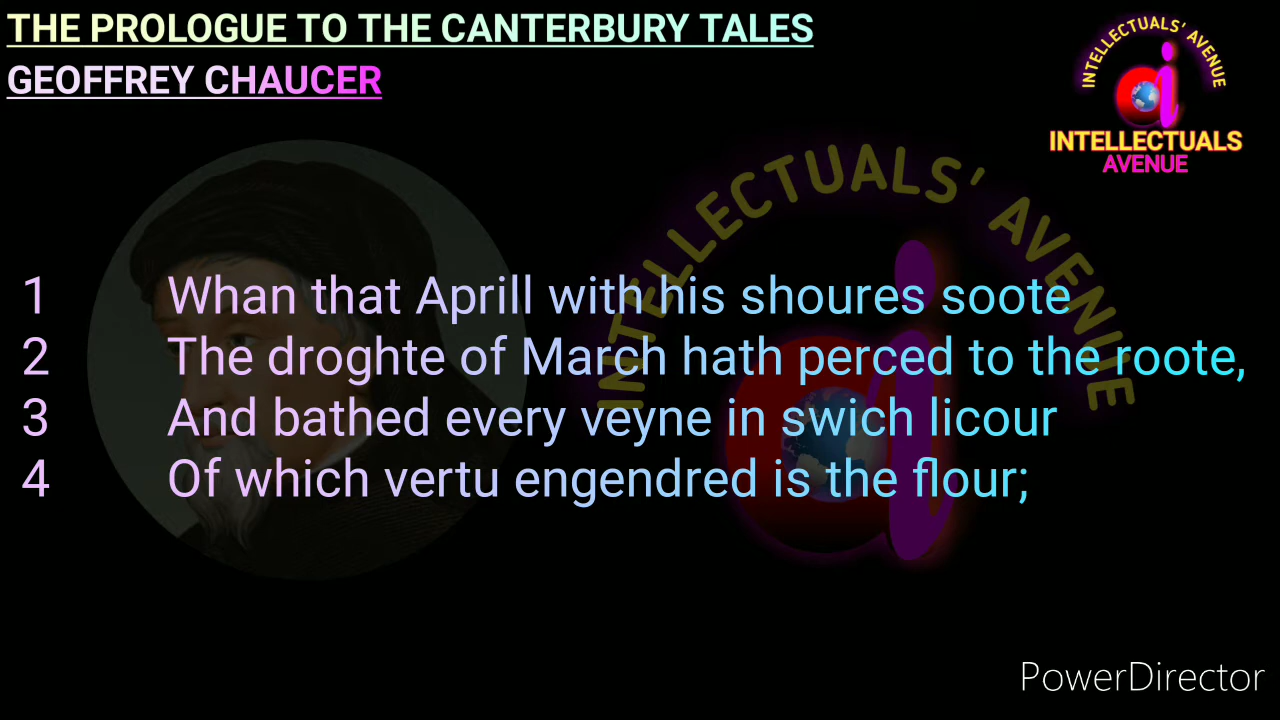 THE PROLOGUE TO THE CANTERBURY TALES
GEOFFREY CHAUCER
INTELLECTUALS' AVENUE
INTELLECTUALS
AVENUE
INTELLECTUALS' AVENUE
1 Whan that Aprill with his shoures soote
2 The droghte of March hath perced to the roote,
3 And bathed every veyne in swich licour
4 Of which vertu engendred is the flour;
PowerDirector